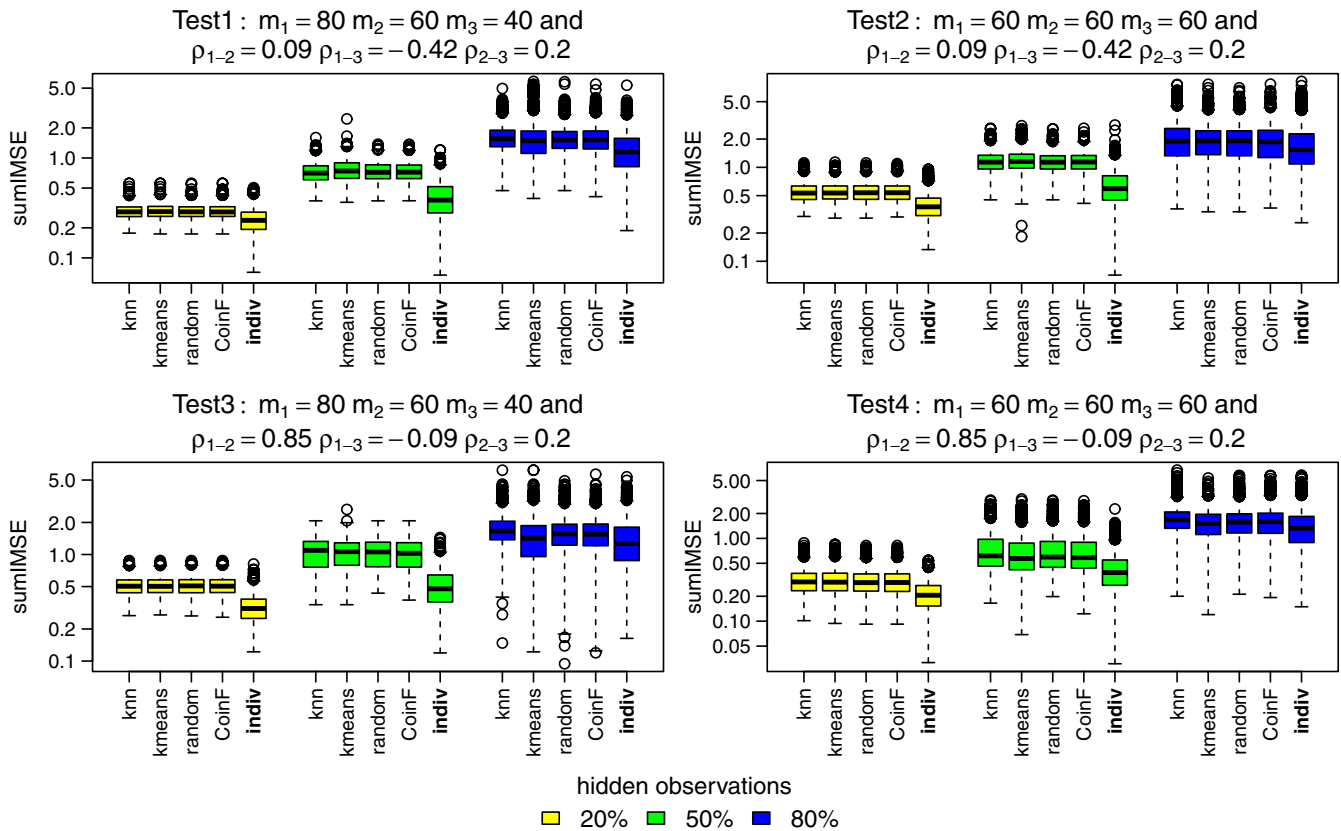 Test1 : m₁ = 80 m₂ = 60 m₃ = 40 and
ρ₁₋₂ = 0.09 ρ₁₋₃ = −0.42 ρ₂₋₃ = 0.2
sumIMSE
5.0
2.0
1.0
0.5
0.2
0.1
knn
kmeans
random
CoinF
indiv
knn
kmeans
random
CoinF
indiv
knn
kmeans
random
CoinF
indiv
Test2 : m₁ = 60 m₂ = 60 m₃ = 60 and
ρ₁₋₂ = 0.09 ρ₁₋₃ = −0.42 ρ₂₋₃ = 0.2
sumIMSE
5.0
2.0
1.0
0.5
0.2
0.1
knn
kmeans
random
CoinF
indiv
knn
kmeans
random
CoinF
indiv
knn
kmeans
random
CoinF
indiv
Test3 : m₁ = 80 m₂ = 60 m₃ = 40 and
ρ₁₋₂ = 0.85 ρ₁₋₃ = −0.09 ρ₂₋₃ = 0.2
sumIMSE
5.0
2.0
1.0
0.5
0.2
0.1
knn
kmeans
random
CoinF
indiv
knn
kmeans
random
CoinF
indiv
knn
kmeans
random
CoinF
indiv
Test4 : m₁ = 60 m₂ = 60 m₃ = 60 and
ρ₁₋₂ = 0.85 ρ₁₋₃ = −0.09 ρ₂₋₃ = 0.2
sumIMSE
5.00
2.00
1.00
0.50
0.20
0.10
0.05
knn
kmeans
random
CoinF
indiv
knn
kmeans
random
CoinF
indiv
knn
kmeans
random
CoinF
indiv
hidden observations
20% 50% 80%